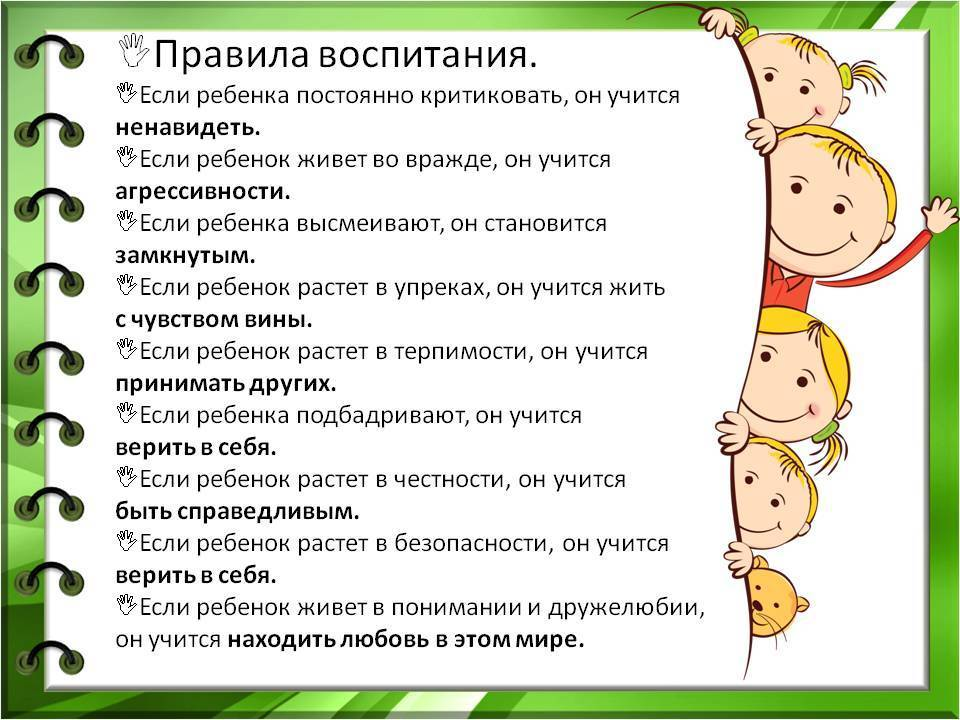 Правила воспитания.
Если ребенка постоянно критиковать, он учится
ненавидеть.
Если ребенок живет во вражде, он учится
агрессивности.
Если ребенка высмеивают, он становится
замкнутым.
Если ребенок растет в упреках, он учится жить
с чувством вины.
Если ребенок растет в терпимости, он учится
принимать других.
Если ребенка подбадривают, он учится
верить в себя.
Если ребенок растет в честности, он учится
быть справедливым.
Если ребенок растет в безопасности, он учится
верить в себя.
Если ребенок живет в понимании и дружелюбии,
он учится находить любовь в этом мире.